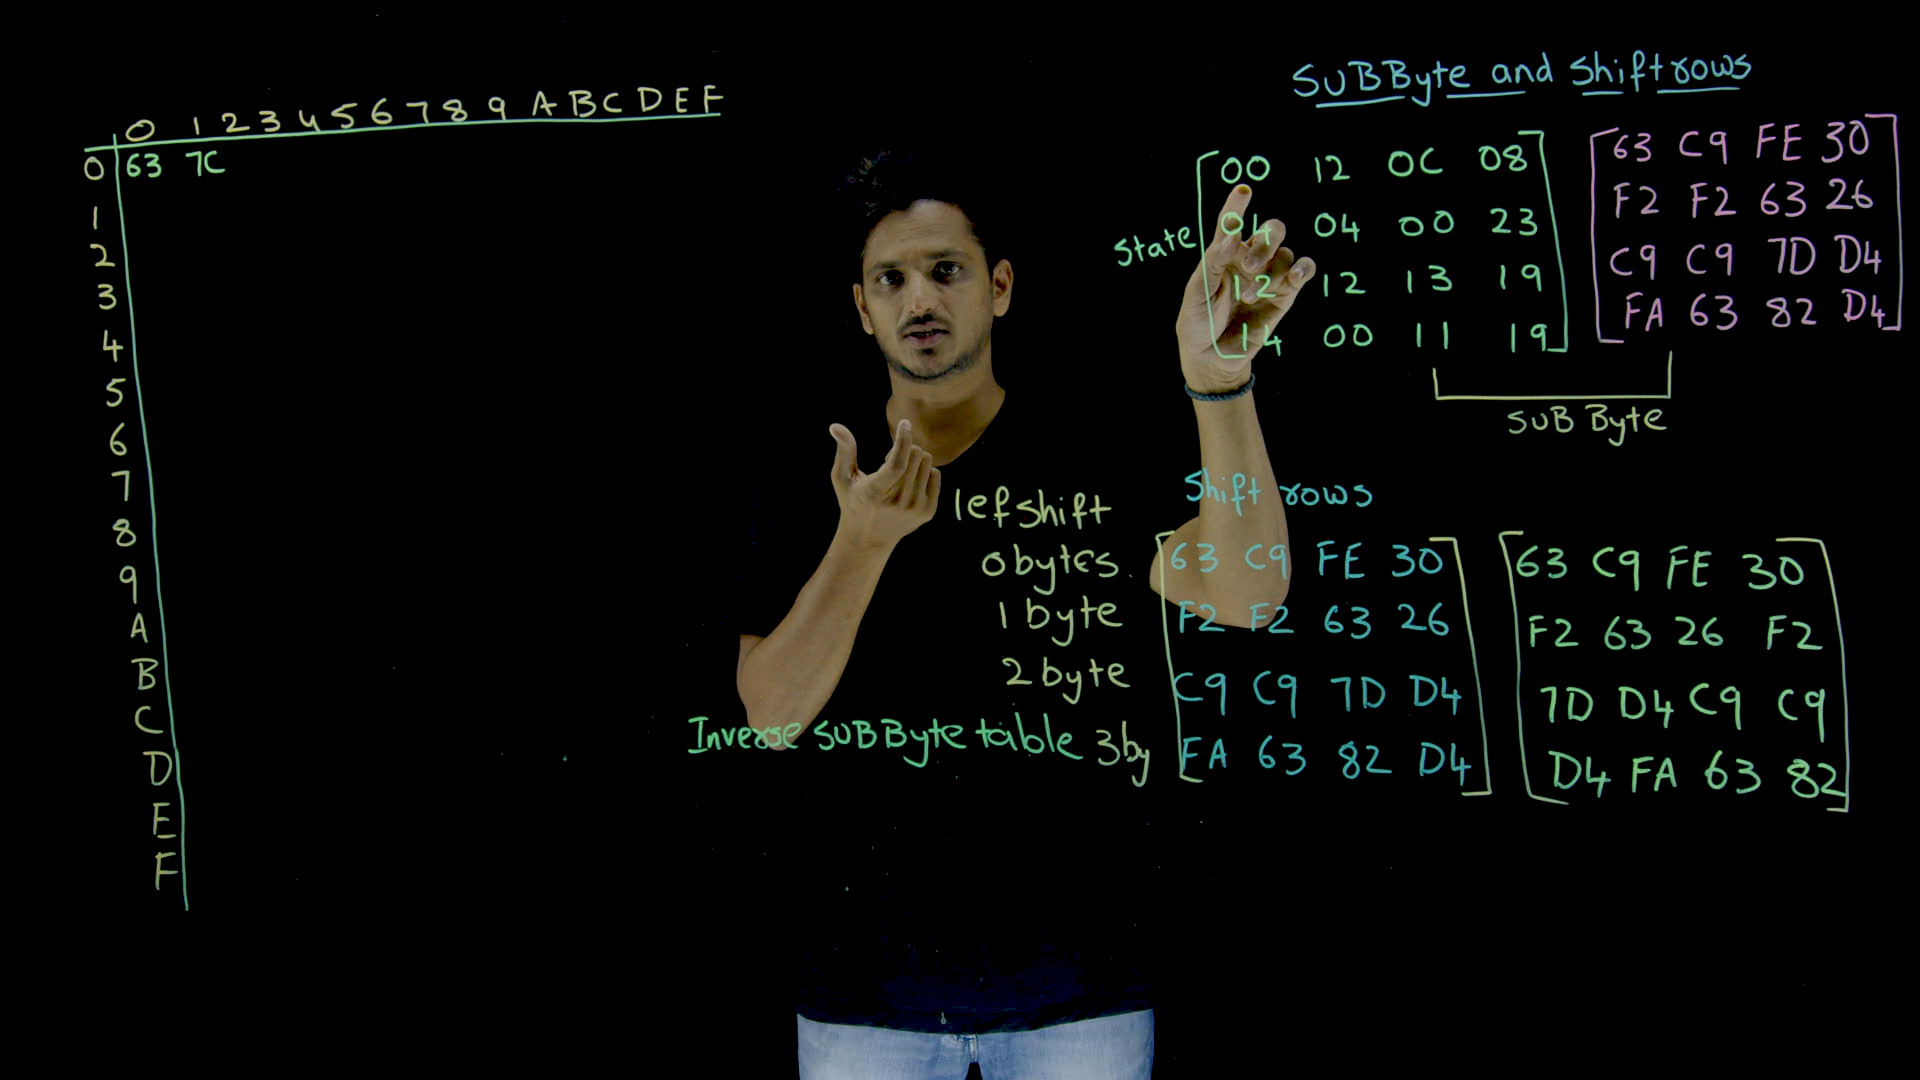 SUBByte and Shiftrows
0 1 2 3 4 5 6 7 8 9 A B C D E F
0 63 7C
1
2
3
4
5
6
7
8
9
A
B
C
D
E
F
State
00 12 0C 08
04 04 00 23
12 12 13 19
14 00 11 19
63 C9 FE 30
F2 F2 63 26
C9 C9 7D D4
FA 63 82 D4
SUB Byte
Shift rows
lefshift
0 bytes.
1 byte
2 byte
3 by
63 C9 FE 30
F2 F2 63 26
C9 C9 7D D4
FA 63 82 D4
63 C9 FE 30
F2 63 26 F2
7D D4 C9 C9
D4 FA 63 82
Inverse SUBByte table